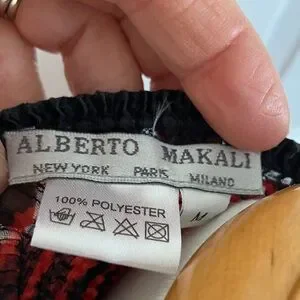 ALBERTO MAKALI
NEW YORK PARIS MILANO
100% POLYESTER
M